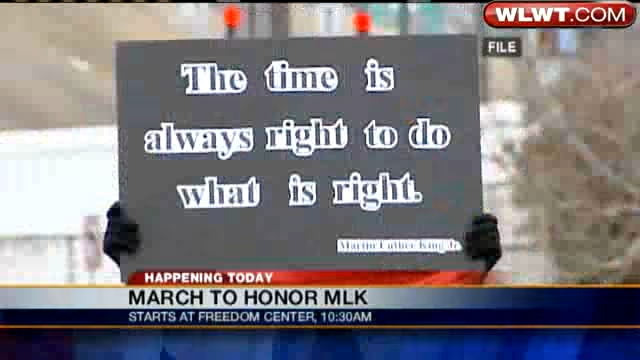 WLWT.COM
FILE
The time is
always right to do
what is right.
Martin Luther King Jr
HAPPENING TODAY
MARCH TO HONOR MLK
STARTS AT FREEDOM CENTER, 10:30AM